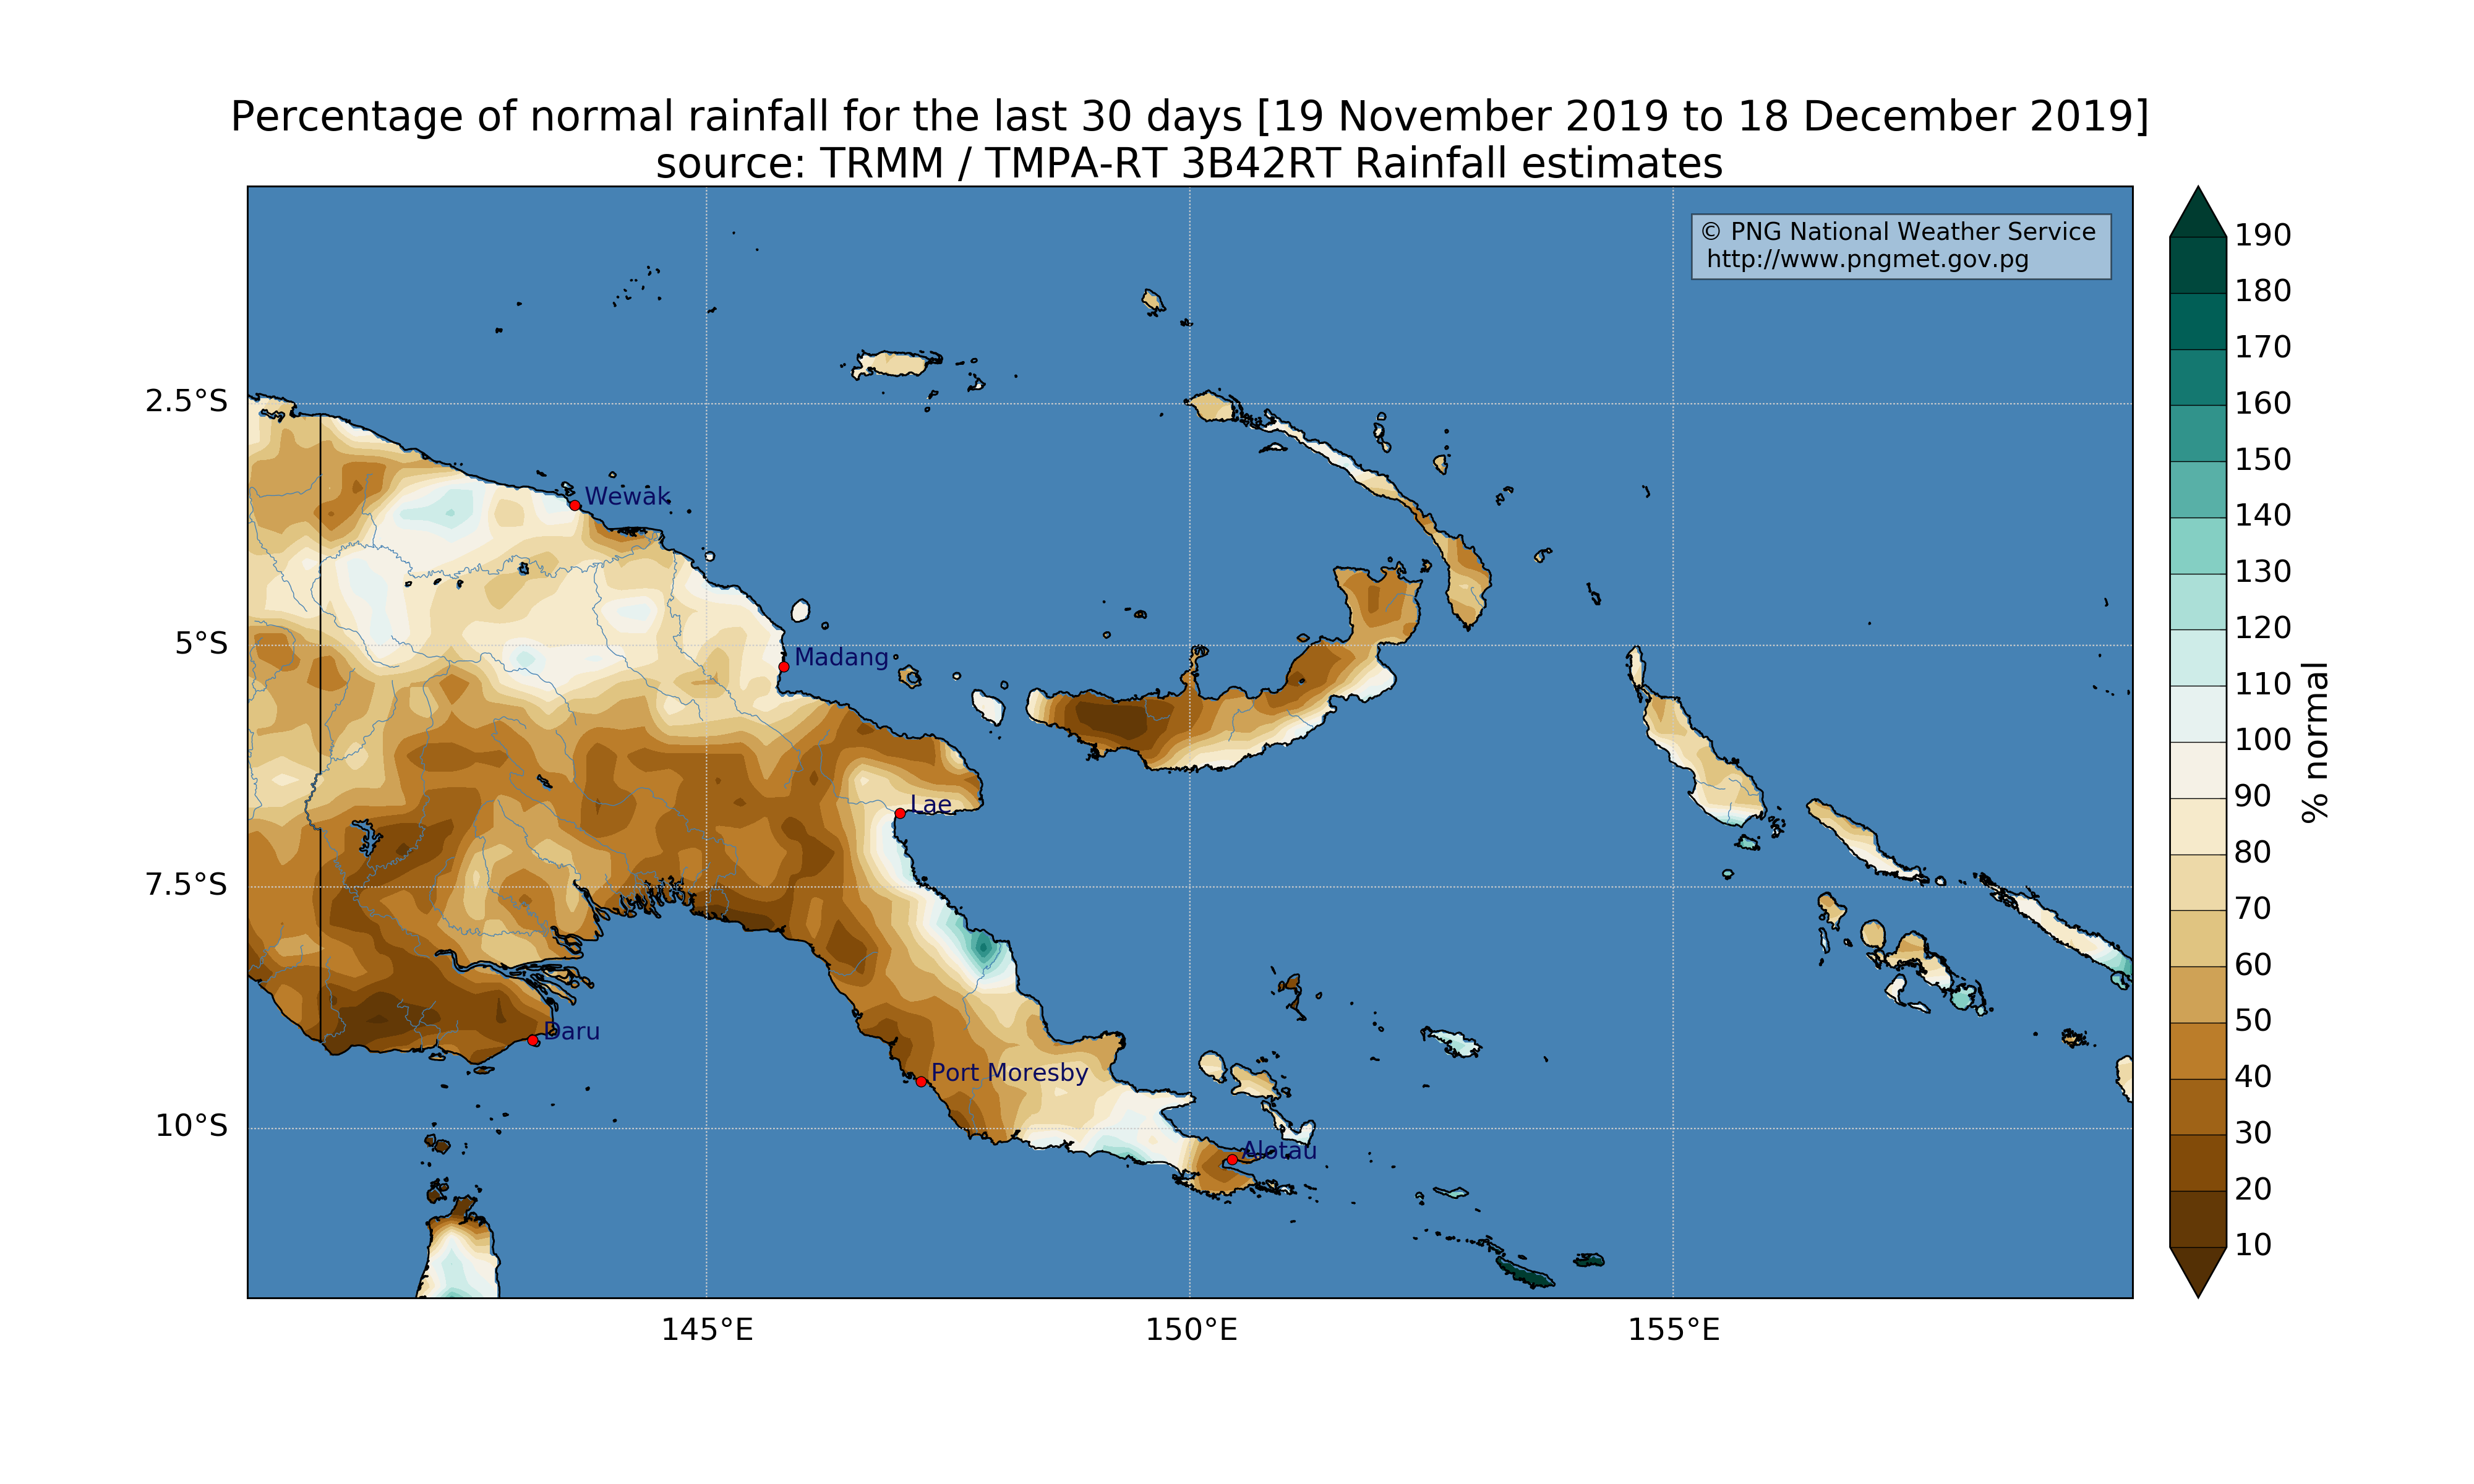 Percentage of normal rainfall for the last 30 days [19 November 2019 to 18 December 2019]
source: TRMM / TMPA-RT 3B42RT Rainfall estimates
© PNG National Weather Service
http://www.pngmet.gov.pg
2.5°S
5°S
7.5°S
10°S
145°E
150°E
155°E
Wewak
Madang
Lae
Daru
Port Moresby
Alotau
190
180
170
160
150
140
130
120
110
100
90
80
70
60
50
40
30
20
10
% normal